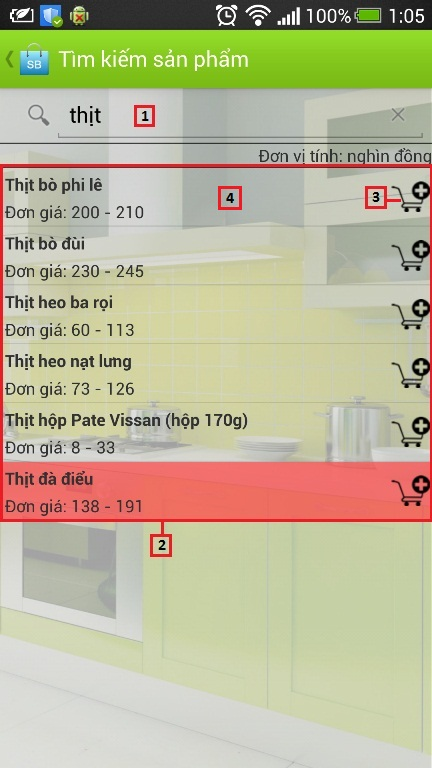 100% 1:05
SB Tìm kiếm sản phẩm
thịt 1
Đơn vị tính: nghìn đồng
Thịt bò phi lê
4
3
Đơn giá: 200 - 210
Thịt bò đùi
Đơn giá: 230 - 245
Thịt heo ba rọi
Đơn giá: 60 - 113
Thịt heo nạt lưng
Đơn giá: 73 - 126
Thịt hộp Pate Vissan (hộp 170g)
Đơn giá: 8 - 33
Thịt đà điểu
Đơn giá: 138 - 191
2